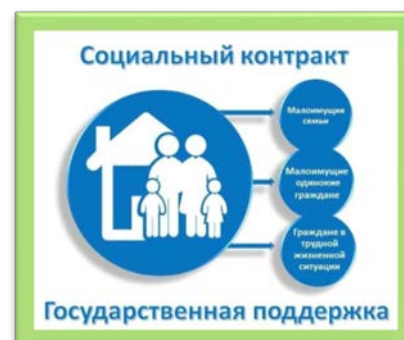 Социальный контракт
Малоимущие
семьи
Малоимущие
одинокие
граждане
Граждане в
трудной
жизненной
ситуации
Государственная поддержка